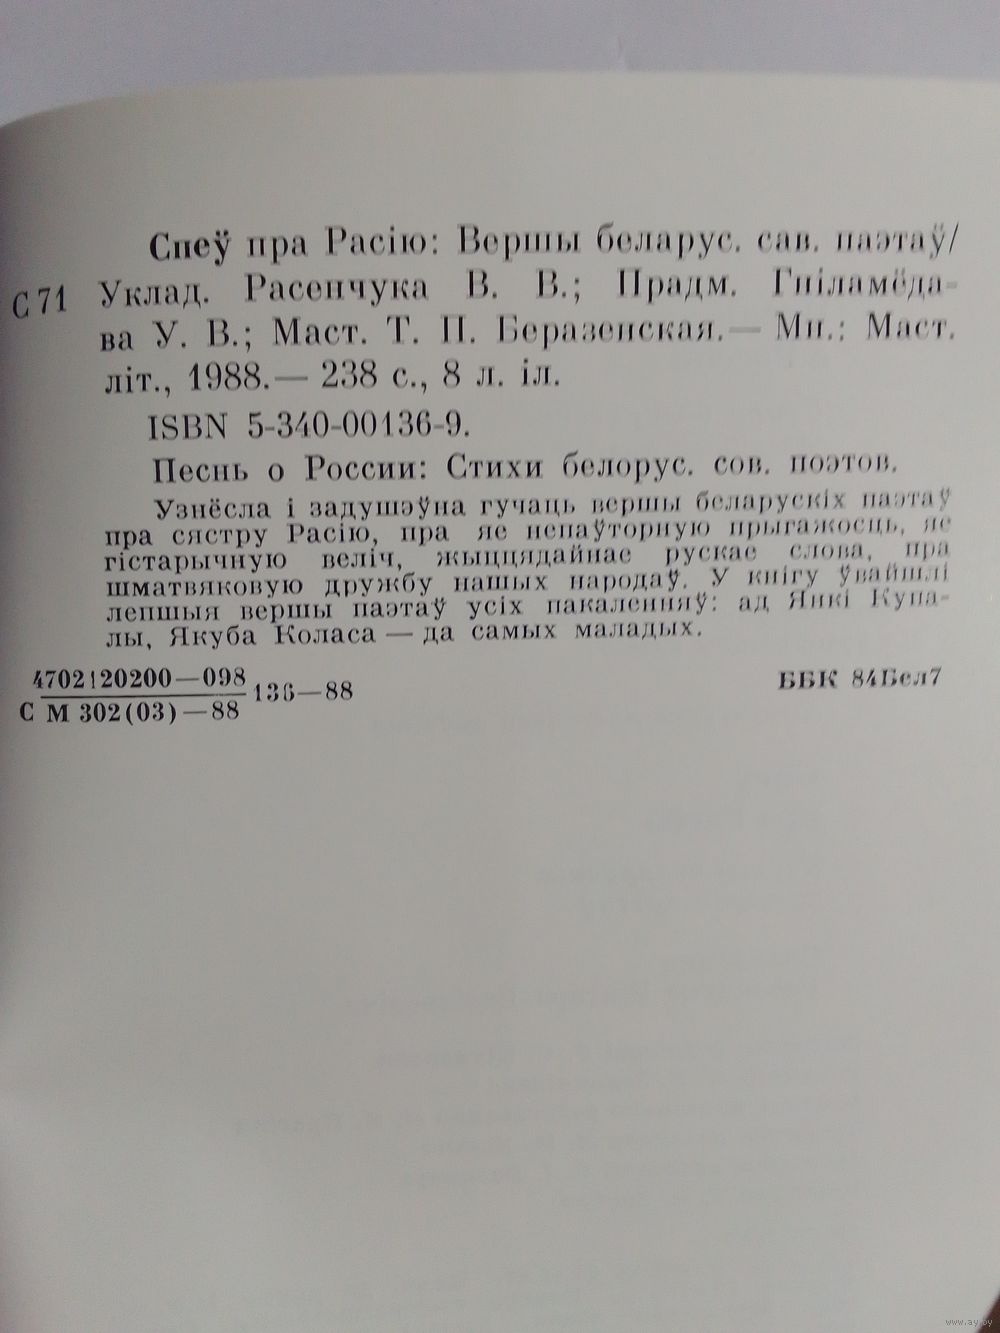 Спеў пра Расію: Вершы беларус. сав. паэтаў/
С 71 Уклад. Расенчука В. В.; Прадм. Гніламёда-
ва У. В.; Маст. Т. П. Беразенская.— Мн.: Маст.
літ., 1988.— 238 с., 8 л. іл.
ISBN 5-340-00136-9.
Песнь о России: Стихи белорус. сов. поэтов.
Узнёсла і задушэўна гучаць вершы беларускіх паэтаў
пра сястру Расію, пра яе непаўторную прыгажосць, яе
гістарычную веліч, жыццядайнае рускае слова, пра
шматвяковую дружбу нашых народаў. У кнігу ўвайшлі
лепшыя вершы паэтаў усіх пакаленняў: ад Янкі Купа-
лы, Якуба Коласа — да самых маладых.
4702120200—098
С М 302(03)—88 136—88
ББК 84Бел7
www.ay.by